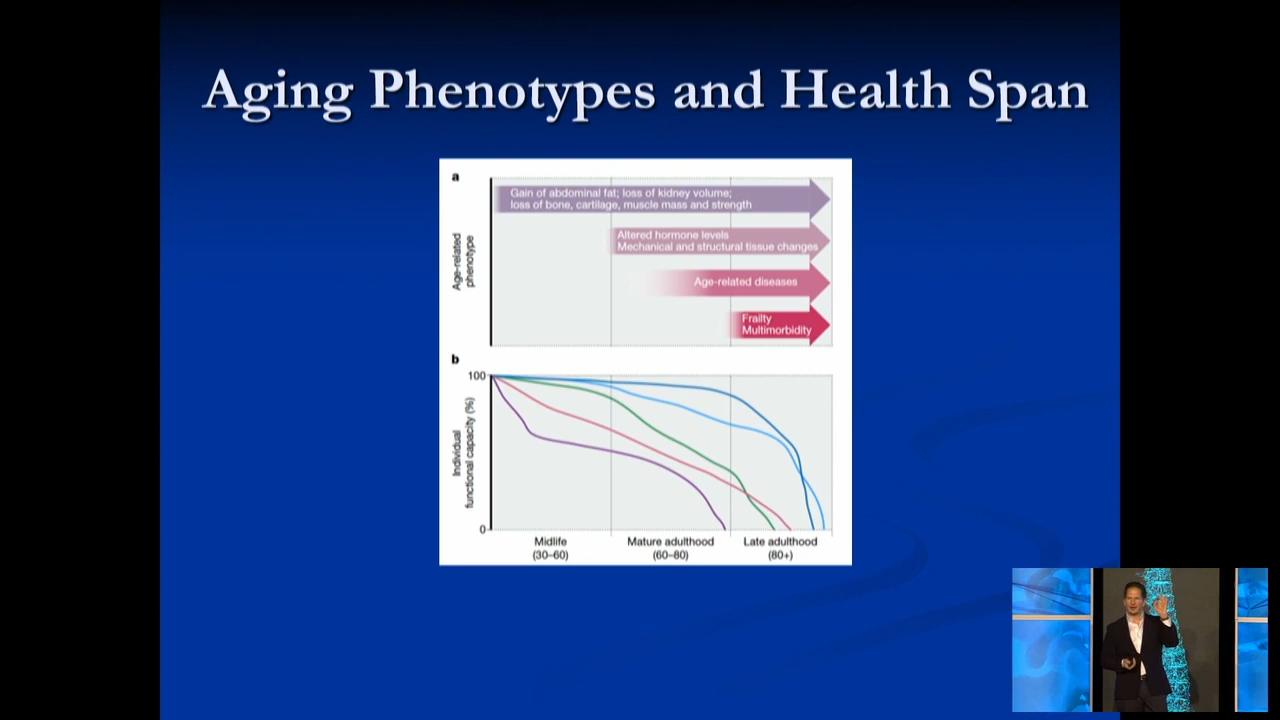 Aging Phenotypes and Health Span
a
Age-related
phenotype
Gain of abdominal fat; loss of kidney volume;
loss of bone, cartilage, muscle mass and strength
Altered hormone levels
Mechanical and structural tissue changes
Age-related diseases
Frailty
Multimorbidity
b
Individual
functional capacity (%)
100
0
Midlife
(30–60)
Mature adulthood
(60–80)
Late adulthood
(80+)